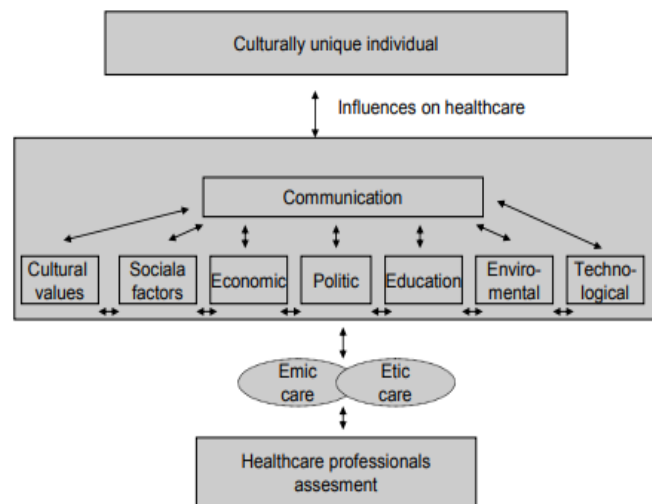 Culturally unique individual
Influences on healthcare
Communication
Cultural values
Sociala factors
Economic
Politic
Education
Enviro-
mental
Techno-
logical
Emic care
Etic care
Healthcare professionals
assesment